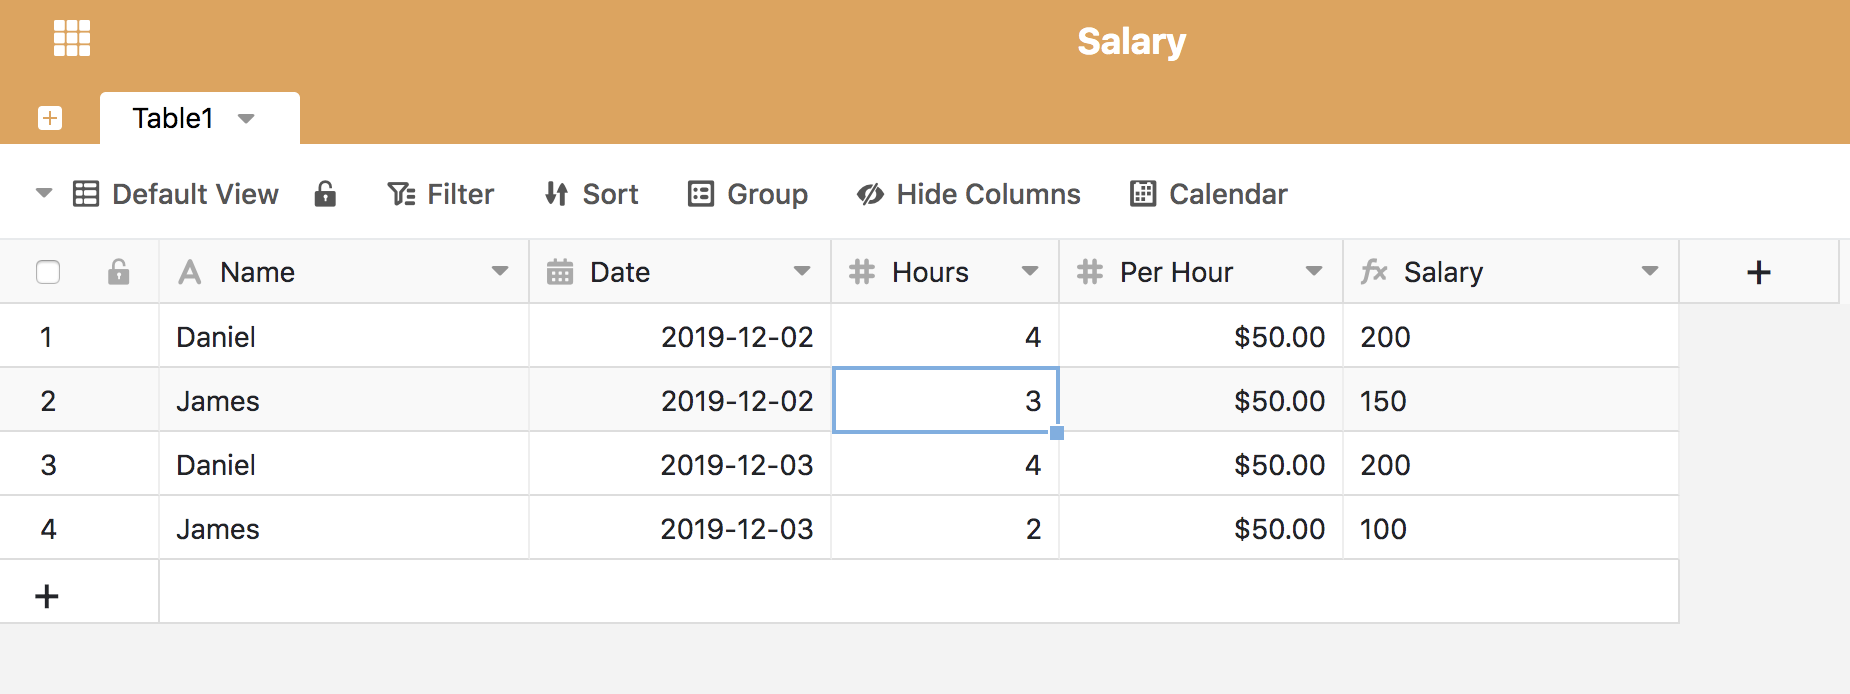 Salary
Table1
Default View Filter Sort Group Hide Columns Calendar
Name Date Hours Per Hour Salary
1 Daniel 2019-12-02 4 $50.00 200
2 James 2019-12-02 3 $50.00 150
3 Daniel 2019-12-03 4 $50.00 200
4 James 2019-12-03 2 $50.00 100